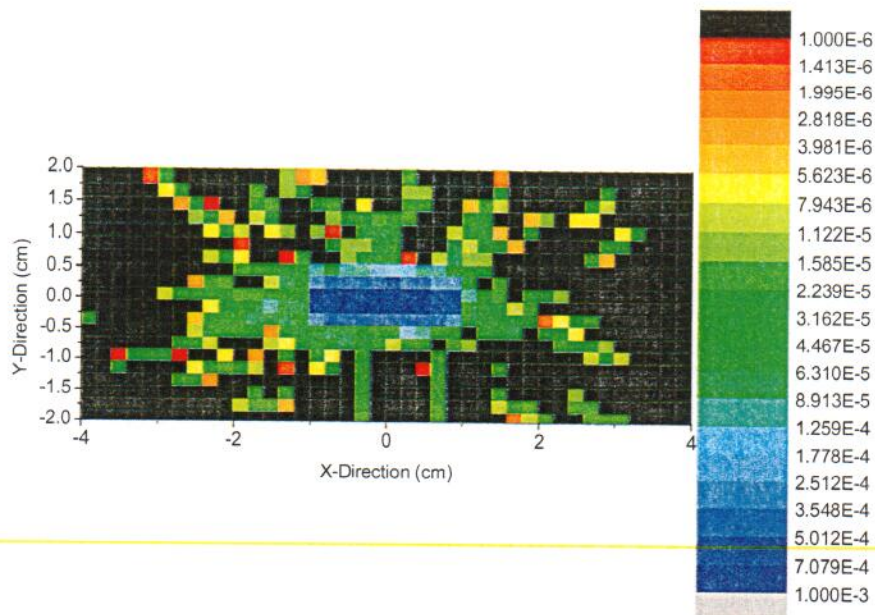 1.000E-6
1.413E-6
1.995E-6
2.818E-6
3.981E-6
5.623E-6
7.943E-6
1.122E-5
1.585E-5
2.239E-5
3.162E-5
4.467E-5
6.310E-5
8.913E-5
1.259E-4
1.778E-4
2.512E-4
3.548E-4
5.012E-4
7.079E-4
1.000E-3
Y-Direction (cm)
2.0
1.5
1.0
0.5
0.0
-0.5
-1.0
-1.5
-2.0
-4 -2 0 2 4
X-Direction (cm)